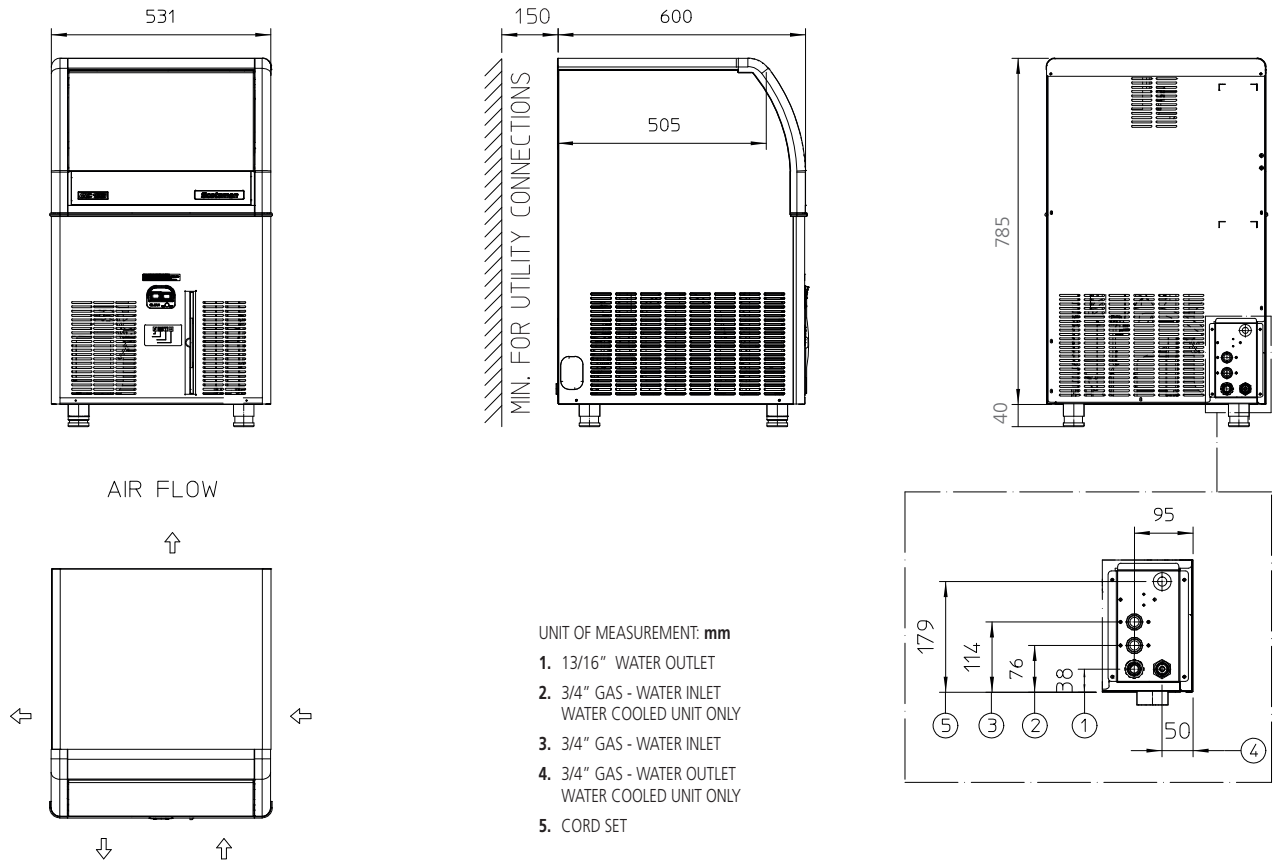 531
150
600
MIN. FOR UTILITY CONNECTIONS
505
785
40
AIR FLOW
95
179
114
76
38
50
5
3
2
1
4
UNIT OF MEASUREMENT: mm
1. 13/16” WATER OUTLET
2. 3/4” GAS - WATER INLET
WATER COOLED UNIT ONLY
3. 3/4” GAS - WATER INLET
4. 3/4” GAS - WATER OUTLET
WATER COOLED UNIT ONLY
5. CORD SET